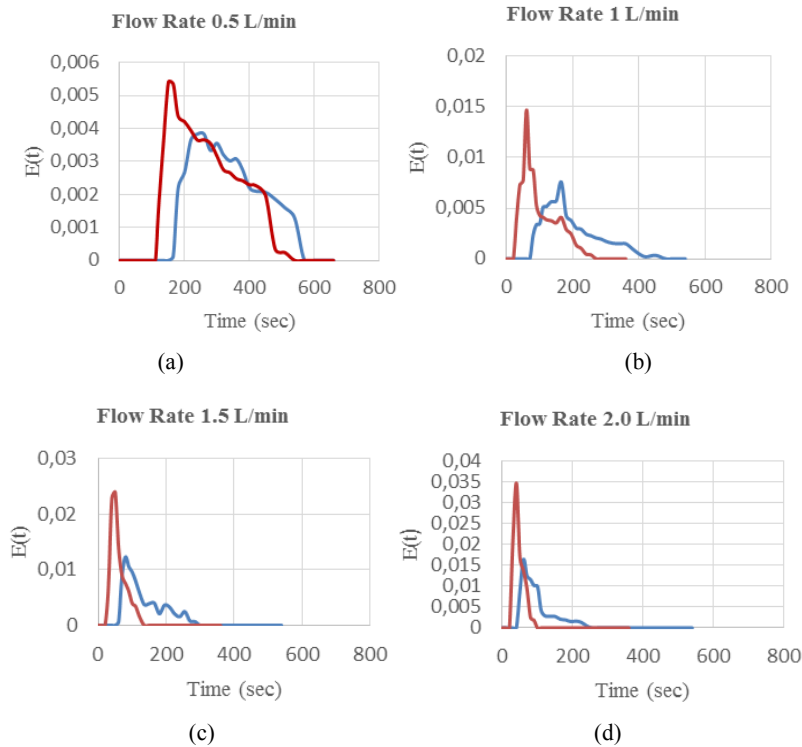 Flow Rate 0.5 L/min
0,006
0,005
0,004
0,003
0,002
0,001
0
E(t)
0 200 400 600 800
Time (sec)
(a)
Flow Rate 1 L/min
0,02
0,015
0,01
0,005
0
E(t)
0 200 400 600 800
Time (sec)
(b)
Flow Rate 1.5 L/min
0,03
0,02
0,01
0
E(t)
0 200 400 600 800
Time (sec)
(c)
Flow Rate 2.0 L/min
0,04
0,035
0,03
0,025
0,02
0,015
0,01
0,005
0
E(t)
0 200 400 600 800
Time (sec)
(d)